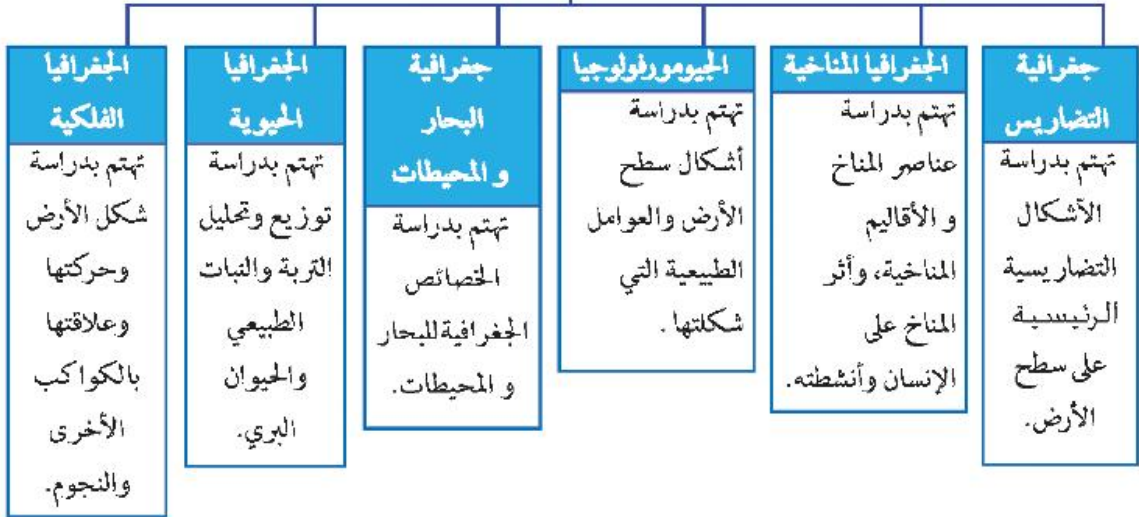 جغرافية
التضاريس
تهتم بدراسة
الأشكال
التضاريسية
الرئيسية
على سطح
الأرض.
الجغرافيا المناخية
تهتم بدراسة
عناصر المناخ
و الأقاليم
المناخية، وأثر
المناخ على
الإنسان وأنشطته.
الجيومورفولوجيا
تهتم بدراسة
أشكال سطح
الأرض والعوامل
الطبيعية التي
شكلتها.
جغرافية
البحار
و المحيطات
تهتم بدراسة
الخصائص
الجغرافية للبحار
و المحيطات.
الجغرافيا
الحيوية
تهتم بدراسة
توزيع وتحليل
التربة والنبات
الطبيعي
والحيوان
البري.
الجغرافيا
الفلكية
تهتم بدراسة
شكل الأرض
وحركتها
وعلاقتها
بالكواكب
الأخرى
والنجوم.